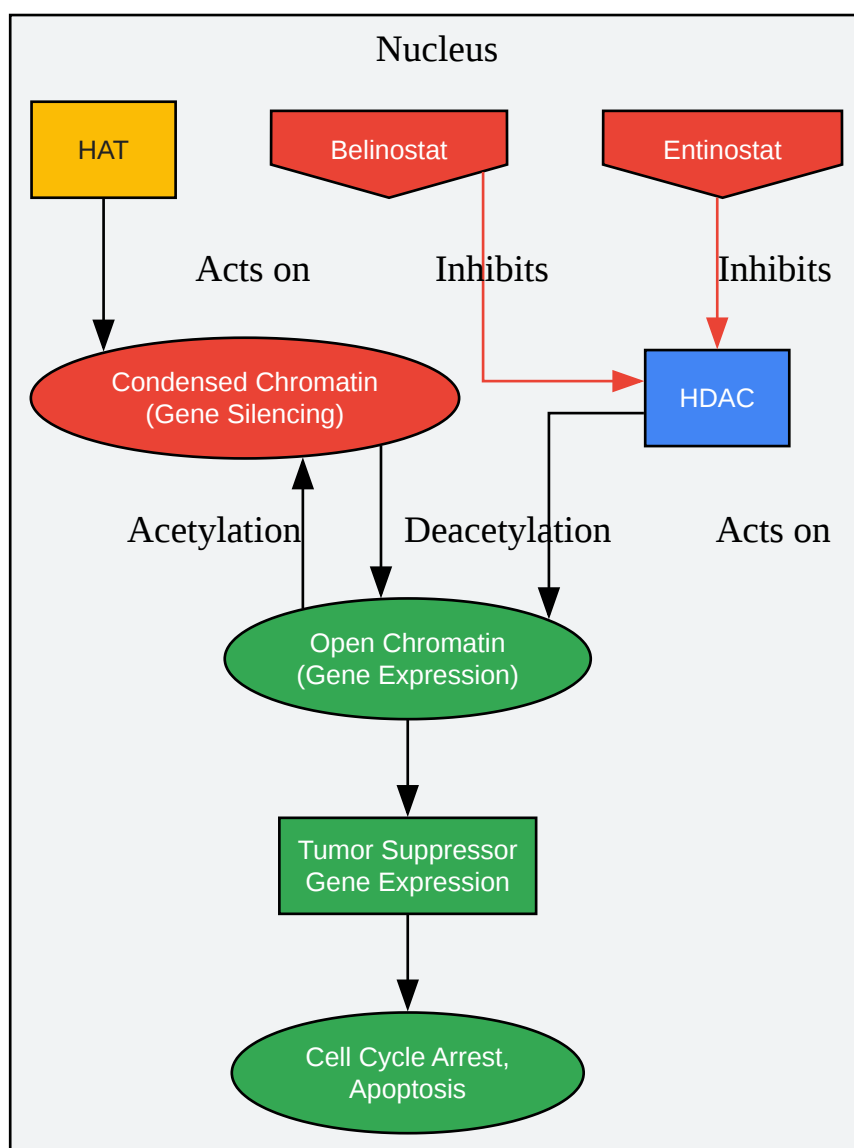 Nucleus
HAT
Belinostat
Entinostat
Acts on
Inhibits
Inhibits
Condensed Chromatin
(Gene Silencing)
HDAC
Acetylation
Deacetylation
Acts on
Open Chromatin
(Gene Expression)
Tumor Suppressor
Gene Expression
Cell Cycle Arrest,
Apoptosis